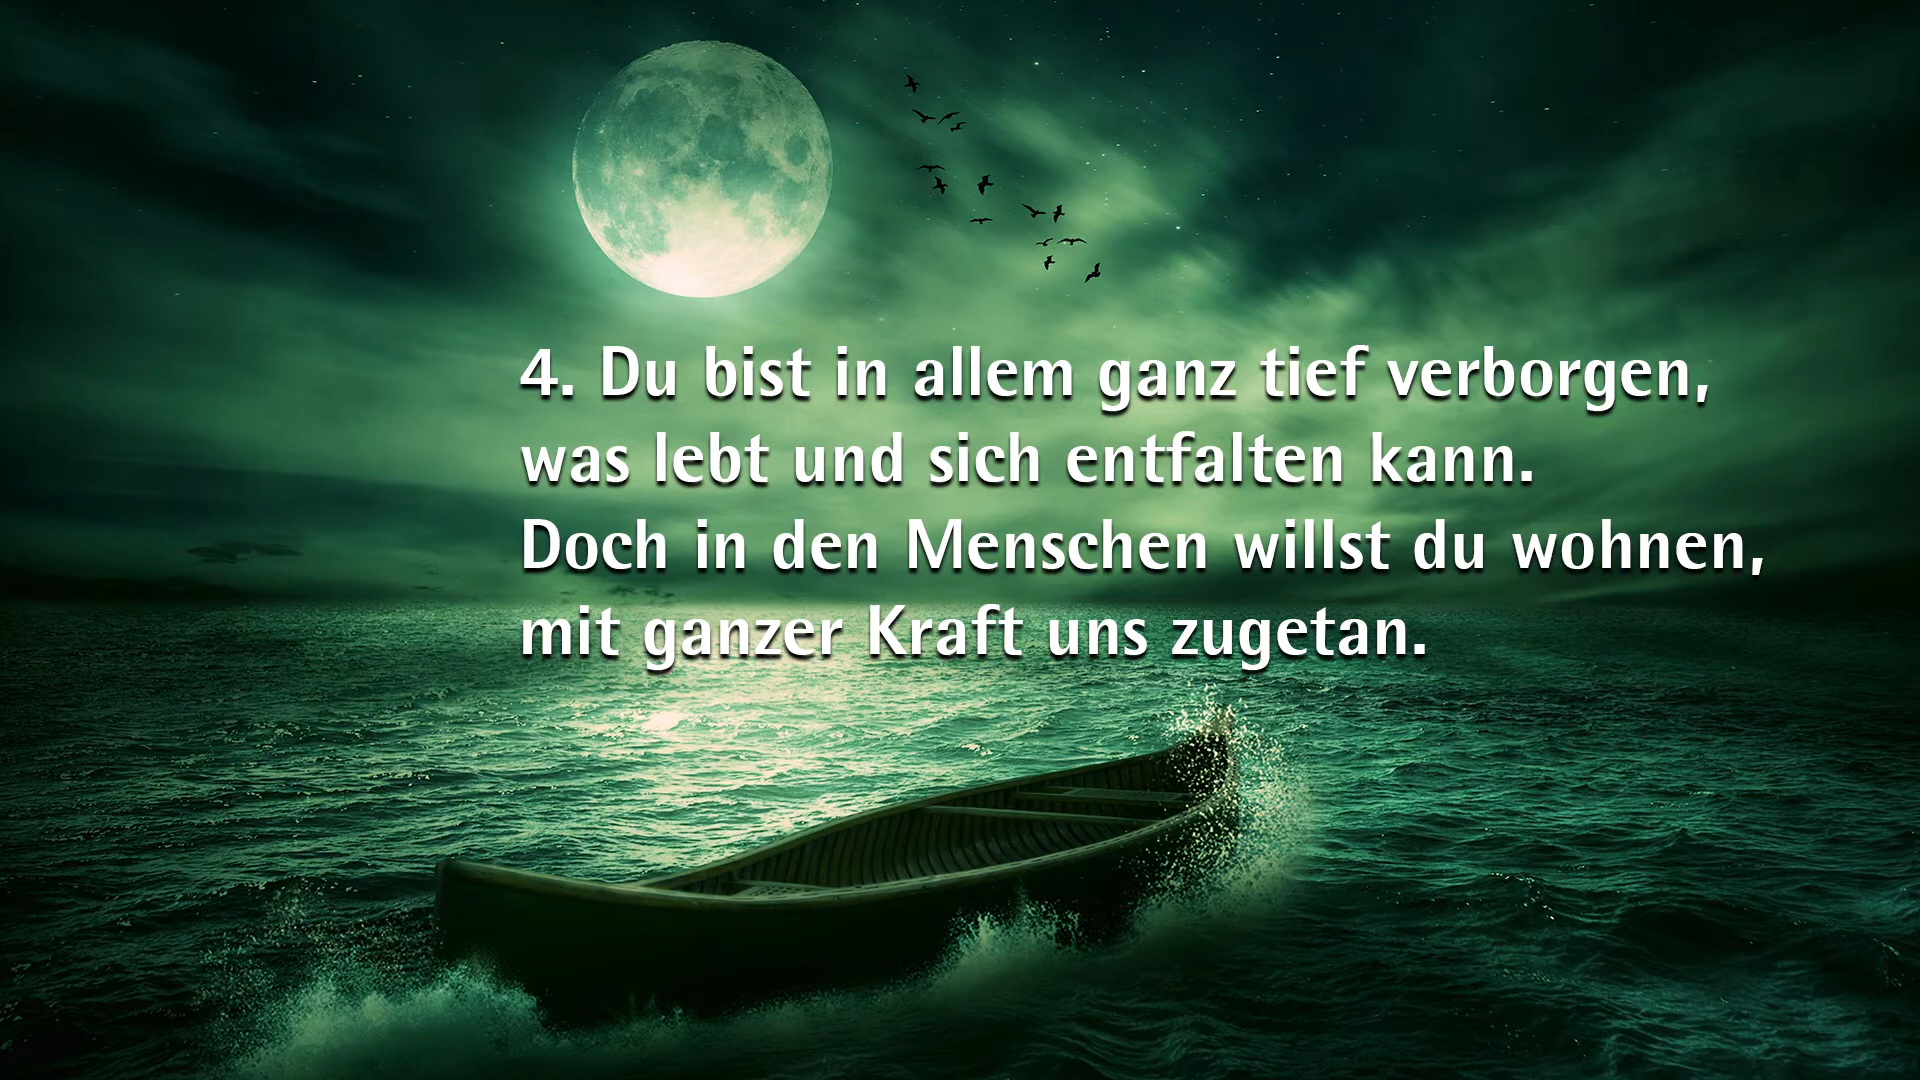 4. Du bist in allem ganz tief verborgen,
was lebt und sich entfalten kann.
Doch in den Menschen willst du wohnen,
mit ganzer Kraft uns zugetan.